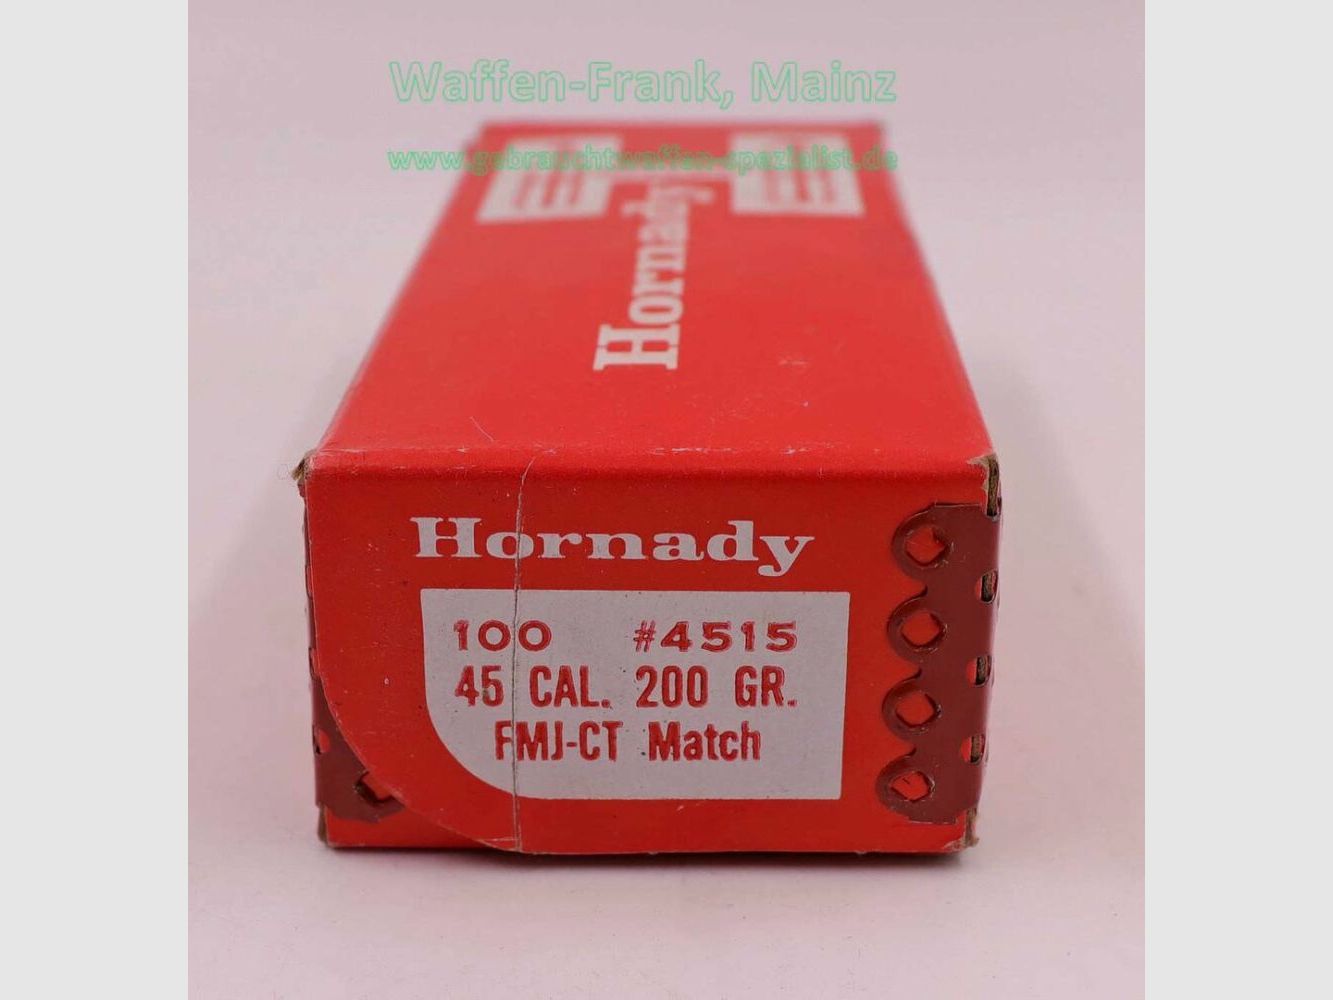 Waffen-Frank, Mainz
www.gebrauchtwaffen-spezialist.de
Hornady
Hornady
100 #4515
45 CAL. 200 GR.
FMJ-CT Match